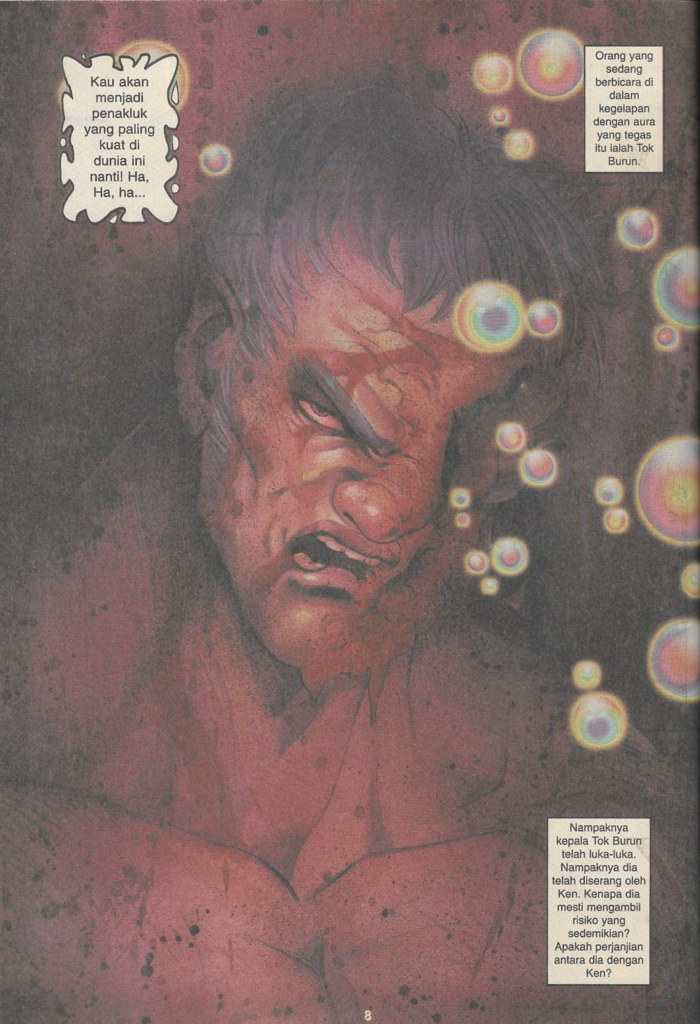 Kau akan
menjadi
penakluk
yang paling
kuat di
dunia ini
nanti! Ha,
Ha, ha...
Orang yang
sedang
berbicara di
dalam
kegelapan
dengan aura
yang tegas
itu ialah Tok
Burun.
Nampaknya
kepala Tok Burun
telah luka-luka.
Nampaknya dia
telah diserang oleh
Ken. Kenapa dia
mesti mengambil
risiko yang
sedemikian?
Apakah perjanjian
antara dia dengan
Ken?
8